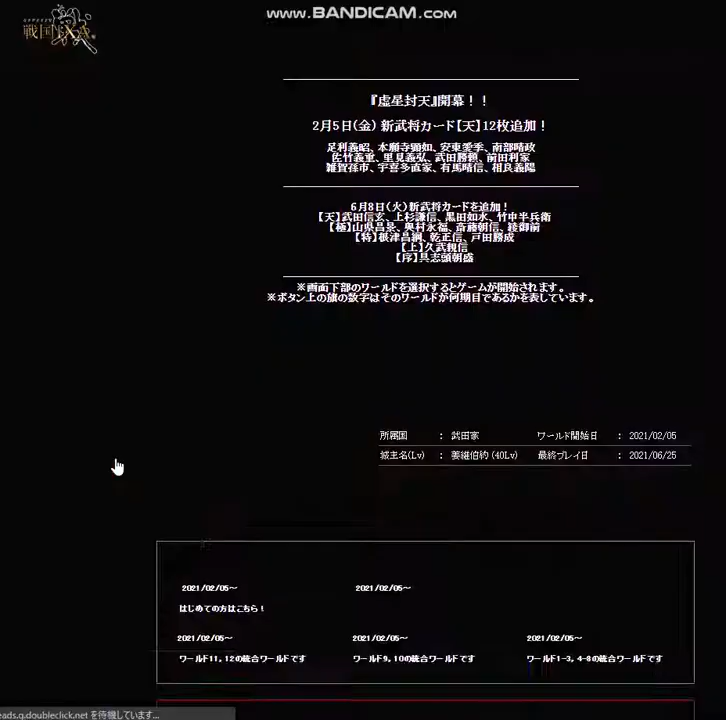 www.BANDICAM.com
戦国IXA
『虚星封天』開幕！！
2月5日(金) 新武将カード【天】12枚追加！
足利義昭、本願寺顕如、安東愛季、南部晴政
佐竹義重、里見義弘、武田勝頼、前田利家
雑賀孫市、宇喜多直家、有馬晴信、相良義陽
6月8日(火)新武将カードを追加！
【天】武田信玄、上杉謙信、黒田如水、竹中半兵衛
【極】山県昌景、奥村永福、斎藤朝信、綾御前
【特】根津昌綱、乾正信、戸田勝成
【上】久武親信
【序】具志頭朝盛
※画面下部のワールドを選択するとゲームが開始されます。
※ボタン上の旗の数字はそのワールドが何期目であるかを表しています。
所属国 ： 武田家 ワールド開始日 ： 2021/02/05
城主名(Lv) ： 姜維伯約 (40Lv) 最終プレイ日 ： 2021/06/25
2021/02/05～ 2021/02/05～
はじめての方はこちら！
2021/02/05～ 2021/02/05～ 2021/02/05～
ワールド11，12の統合ワールドです ワールド9，10の統合ワールドです ワールド1-3，4-8の統合ワールドです
eads.g.doubleclick.net を待機しています...